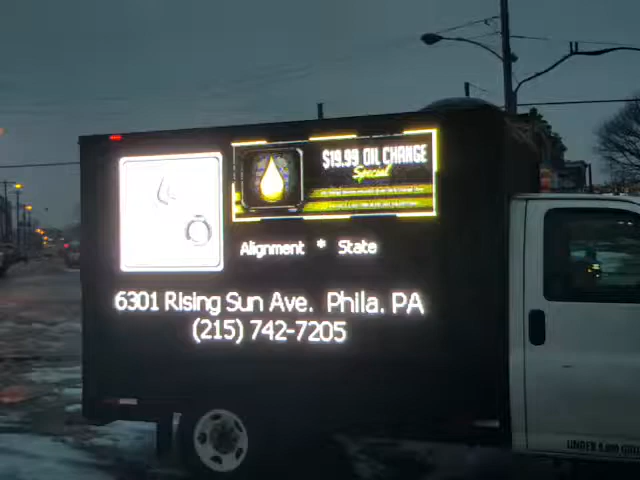 $19.99 OIL CHANGE
Special
Alignment * State
6301 Rising Sun Ave. Phila. PA
(215) 742-7205